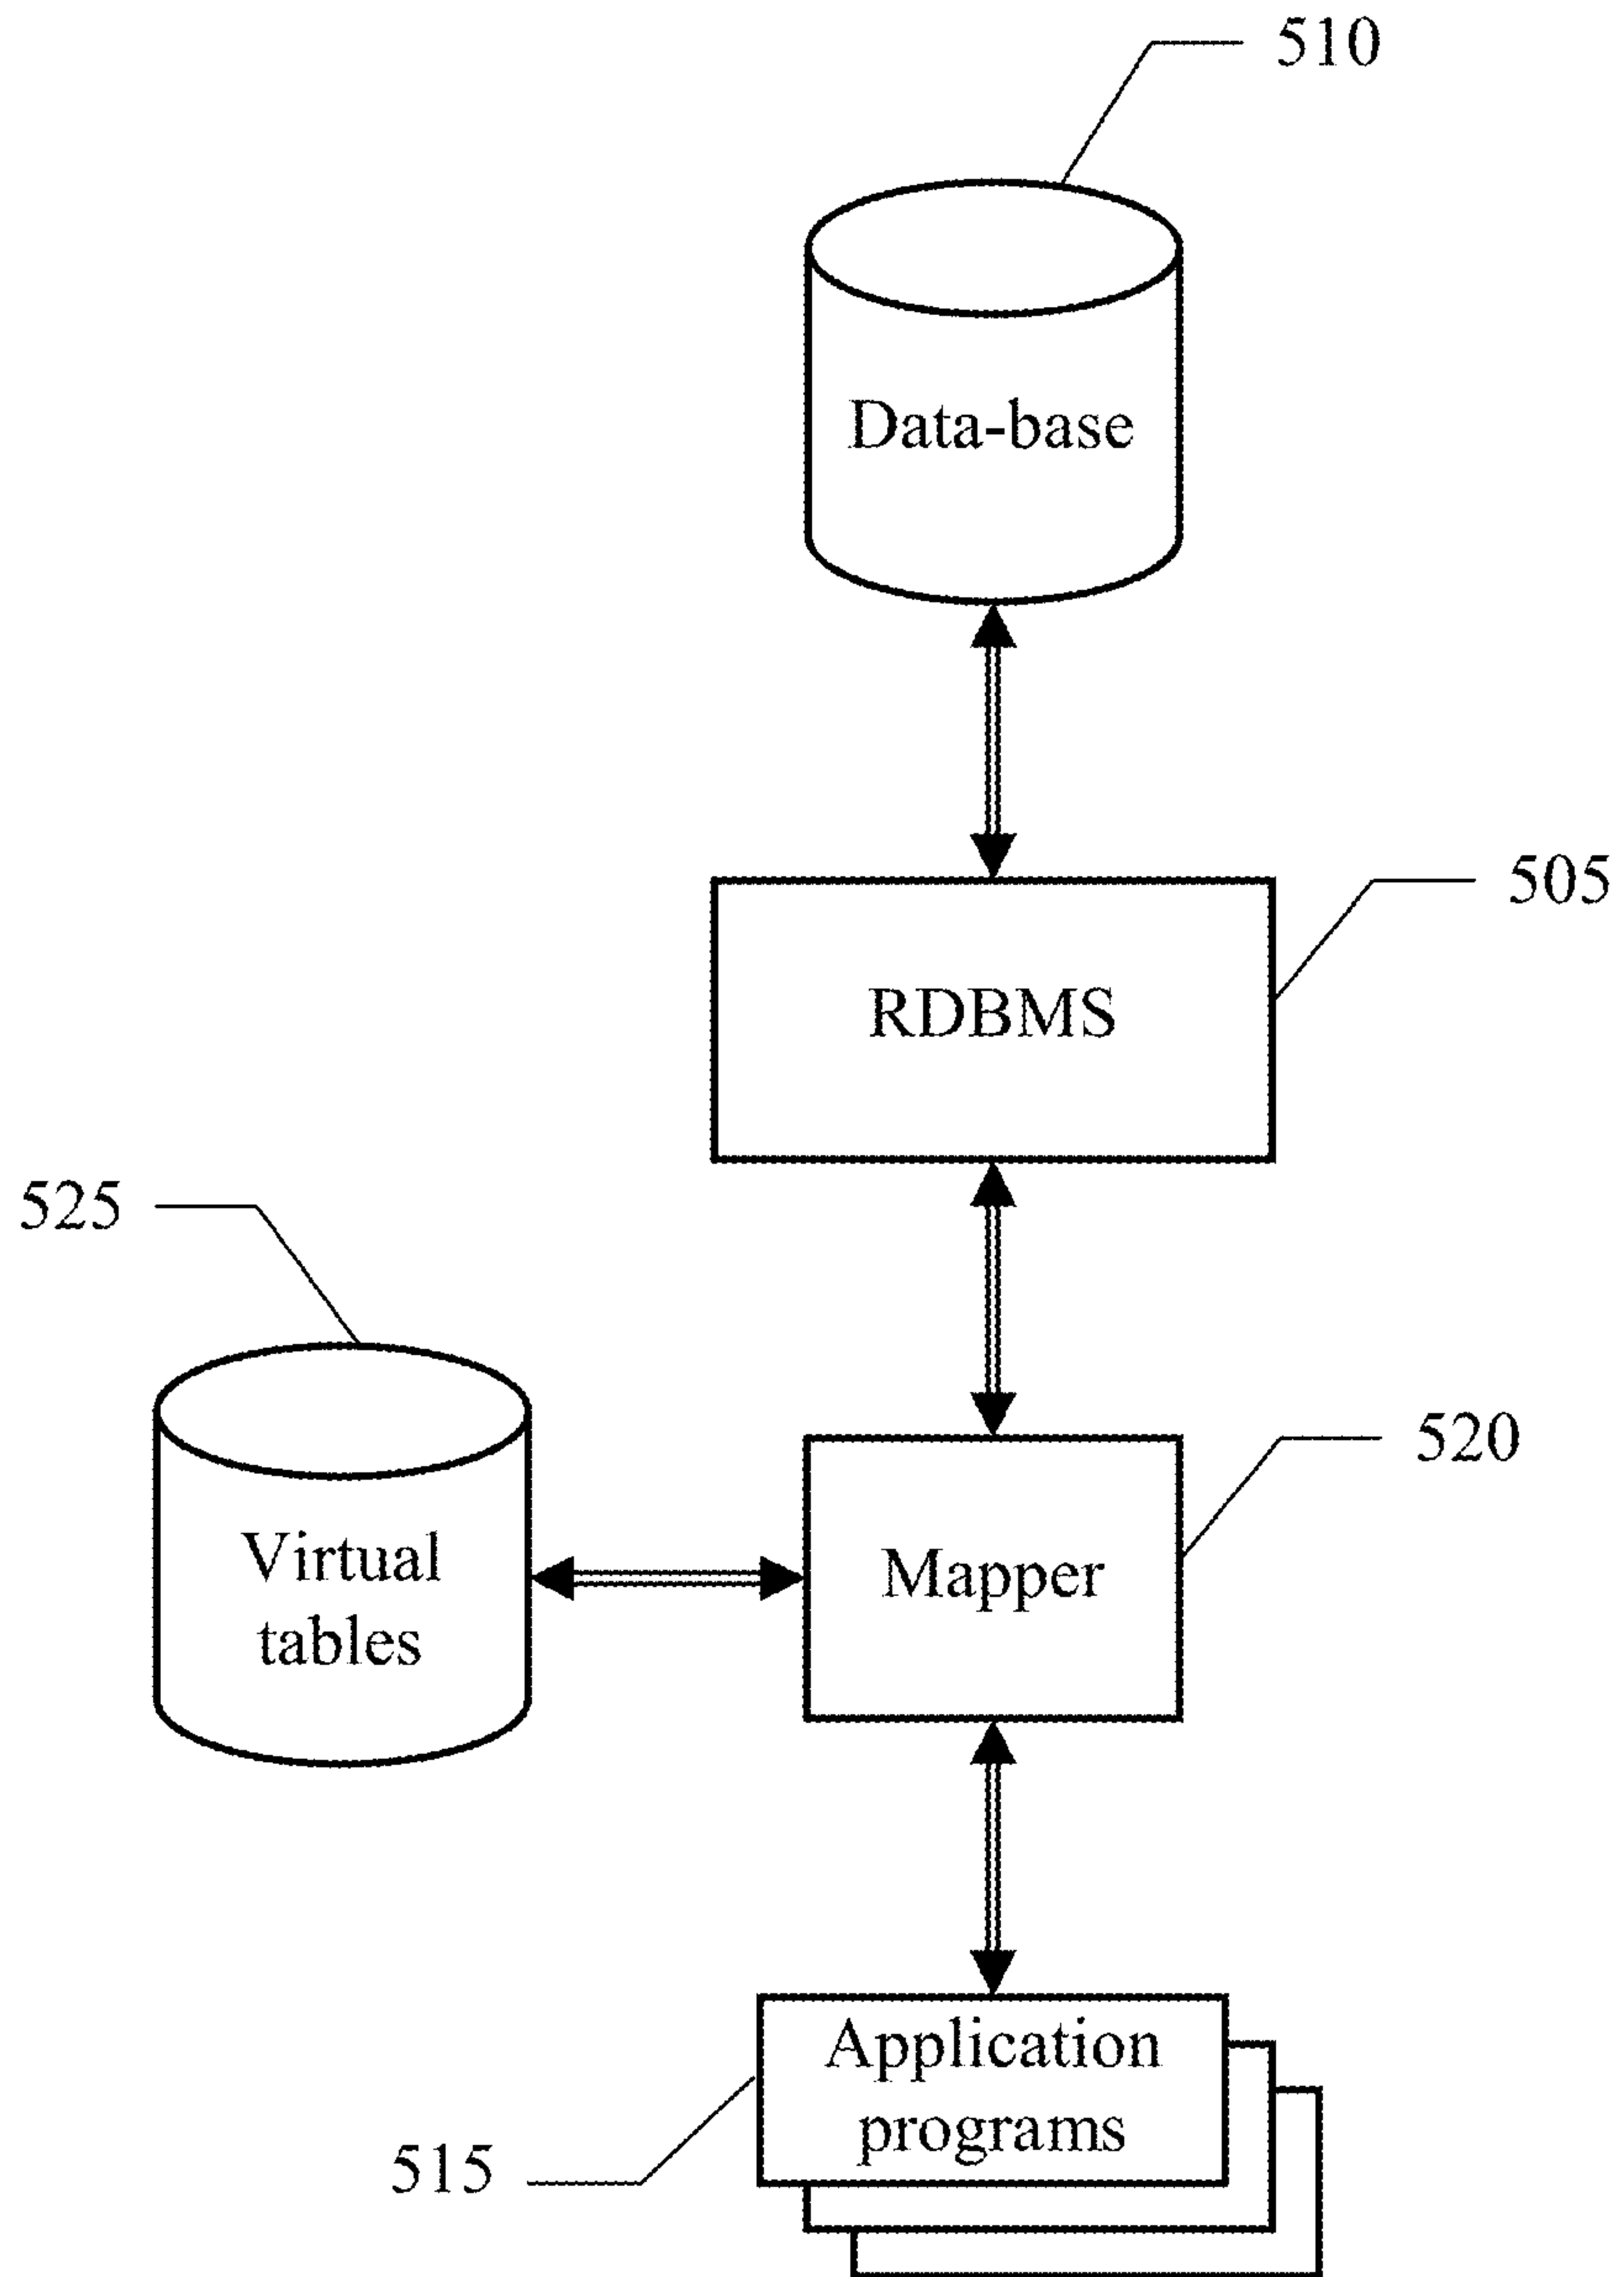 510
Data-base
505
RDBMS
525
520
Virtual
tables
Mapper
Application
programs
515